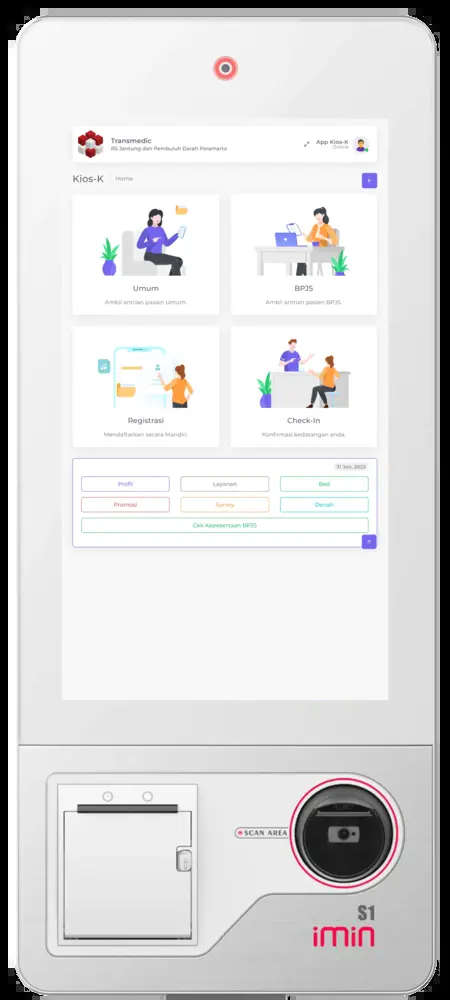 Transmedic
RS Jantung dan Pembuluh Darah Paramarta
App Kios-K
Online
Kios-K
Home
Umum
Ambil antrian pasien Umum.
BPJS
Ambil antrian pasien BPJS
Registrasi
Mendaftarkan secara Mandiri.
Check-In
Konfirmasi kedatangan anda.
31 Jan, 2023
Profil
Layanan
Bed
Promosi
Survey
Denah
Cek Kepesertaan BPJS
SCAN AREA
S1
imin